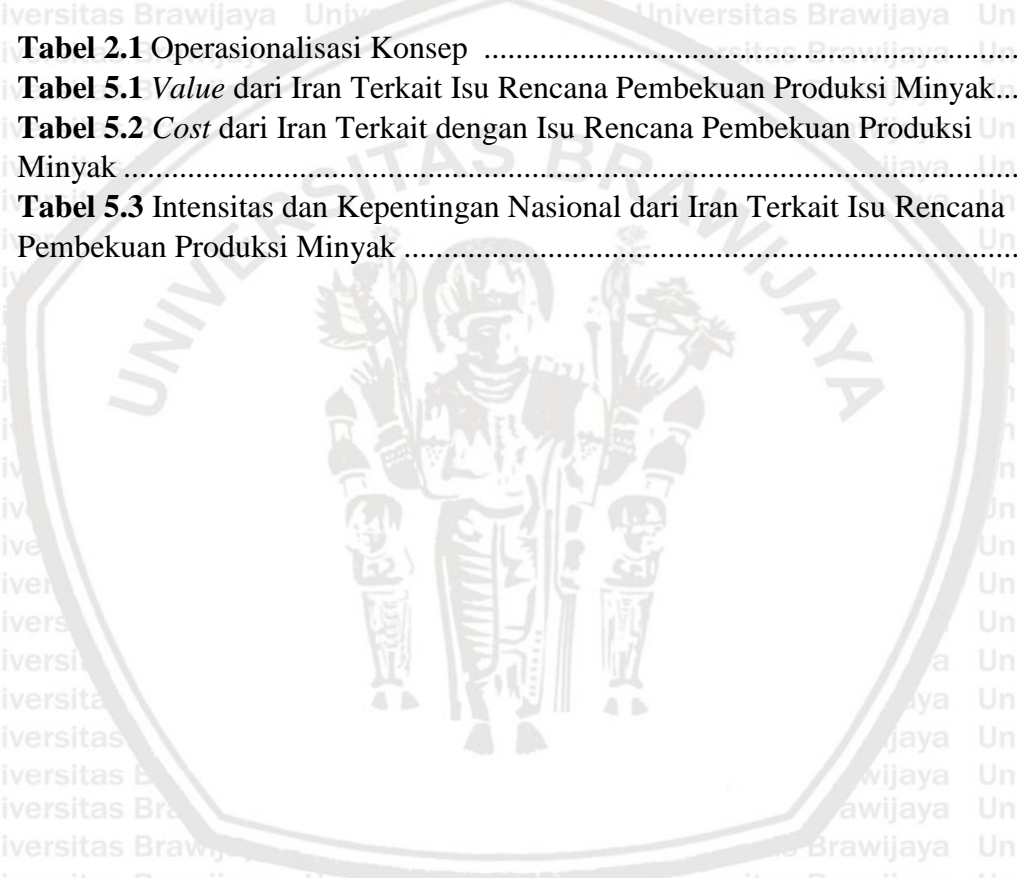 Tabel 2.1 Operasionalisasi Konsep ..............................................................
Tabel 5.1 Value dari Iran Terkait Isu Rencana Pembekuan Produksi Minyak...
Tabel 5.2 Cost dari Iran Terkait dengan Isu Rencana Pembekuan Produksi
Minyak .......................................................................................................
Tabel 5.3 Intensitas dan Kepentingan Nasional dari Iran Terkait Isu Rencana
Pembekuan Produksi Minyak ......................................................................
UNIVERSITAS BRAWIJAYA